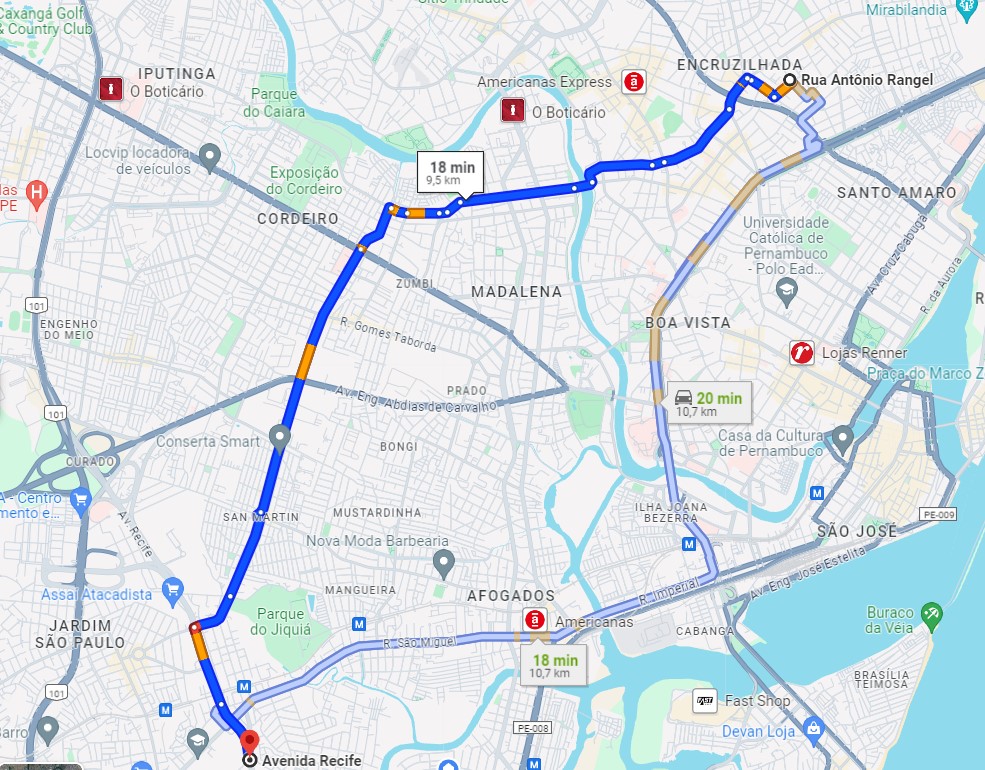 Caxangá Golf
& Country Club
Sítio Trindade
Mirabilandia
IPUTINGA
O Boticário
Parque
do Caiara
Americanas Express
ENCRUZILHADA
Rua Antônio Rangel
O Boticário
Locvip locadora
de veículos
Exposição
do Cordeiro
18 min
9,5 km
CORDEIRO
SANTO AMARO
Universidade
Católica de
Pernambuco
- Polo Ead...
Av. Cruz Cabugá
R. da Aurora
ZUMBI
MADALENA
101
ENGENHO
DO MEIO
R. Gomes Taborda
BOA VISTA
Lojas Renner
Praça do Marco Z
PRADO
Av. Eng. Abdias de Carvalho
20 min
10,7 km
101
Conserta Smart
BONGI
Casa da Cultura
de Pernambuco
CURADO
A - Centro
mento e...
Av. Recife
SAN MARTIN
MUSTARDINHA
ILHA JOANA
BEZERRA
PE-009
SÃO JOSÉ
Nova Moda Barbearia
Av. Eng. José Estelita
Assaí Atacadista
MANGUEIRA
AFOGADOS
R. Imperial
Parque
do Jiquiá
Americanas
CABANGA
Buraco
da Véia
JARDIM
SÃO PAULO
R. São Miguel
18 min
10,7 km
BRASÍLIA
TEIMOSA
101
Fast Shop
PE-008
Devan Loja
Barro
Avenida Recife